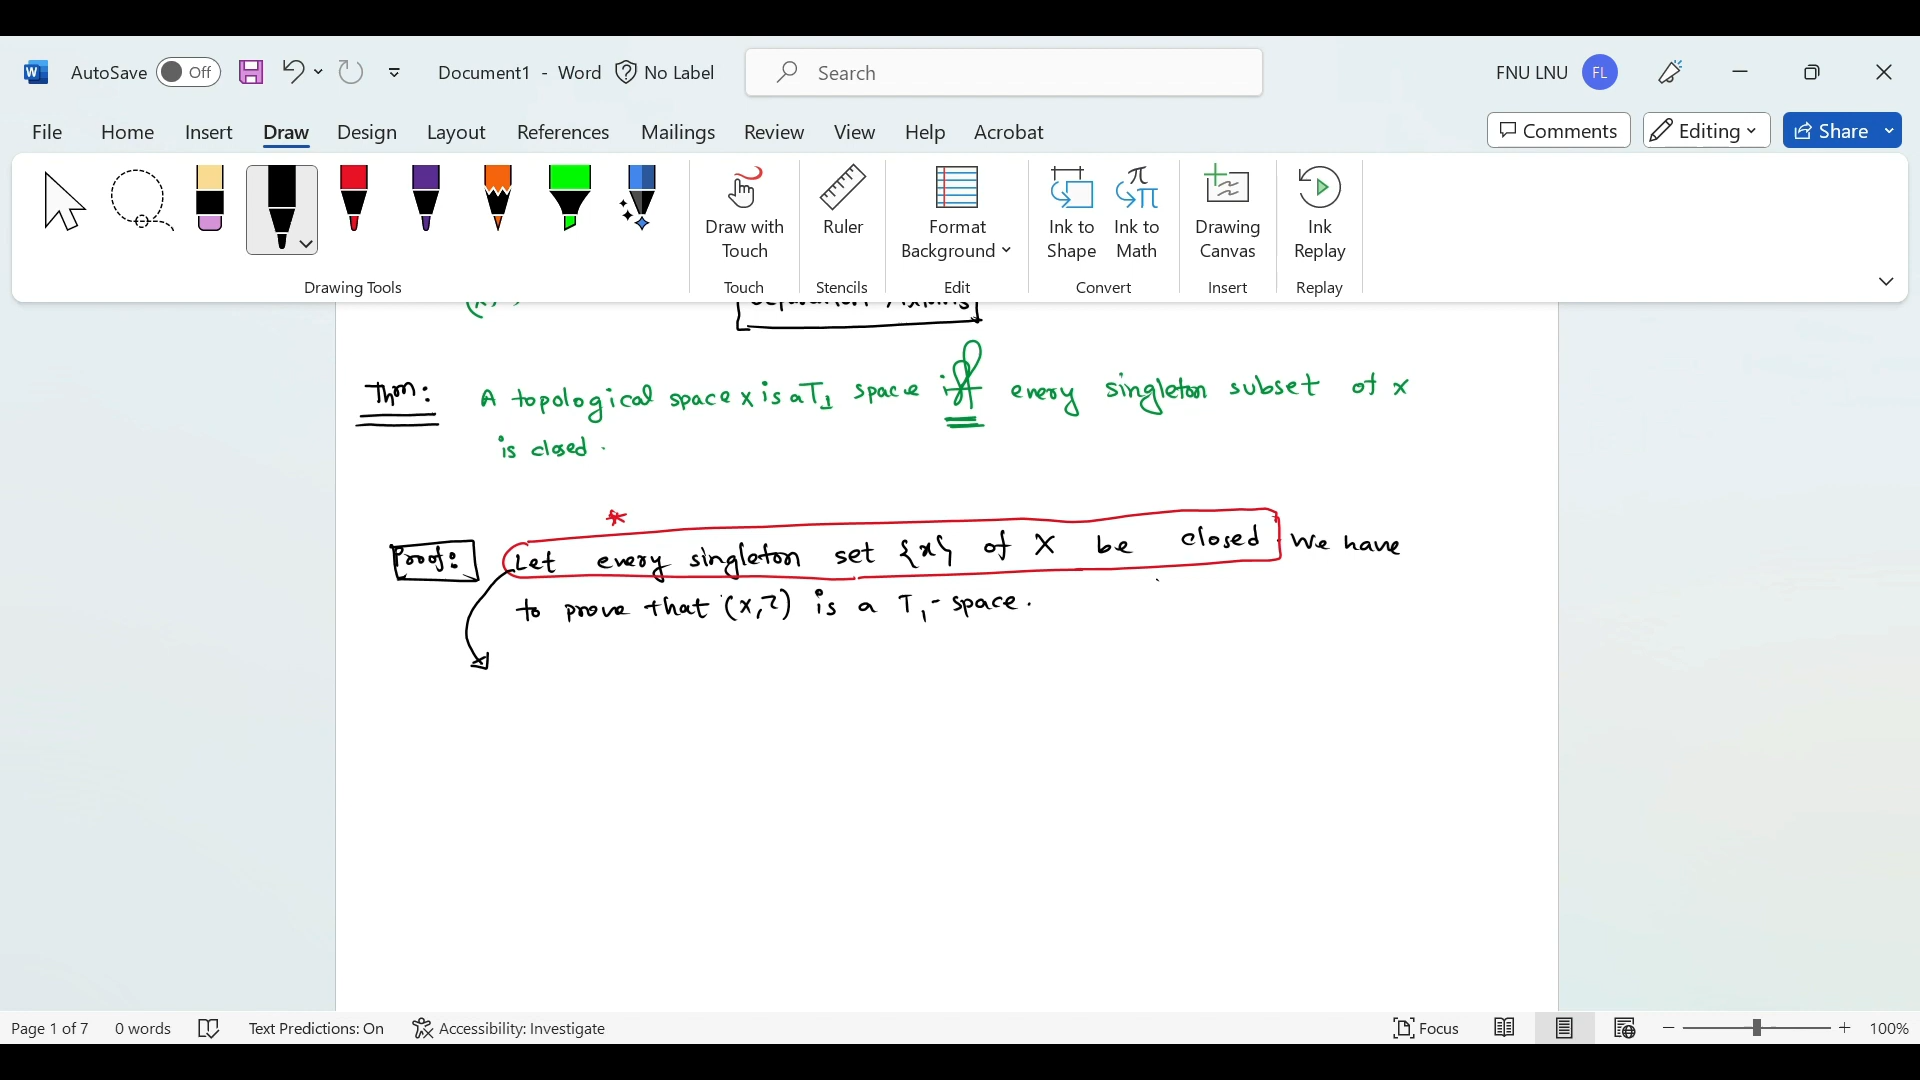 AutoSave Off Document1 - Word No Label Search FNU LNU FL
File Home Insert Draw Design Layout References Mailings Review View Help Acrobat Comments Editing Share
Draw with Touch Ruler Format Background Ink to Shape Ink to Math Drawing Canvas Ink Replay
Drawing Tools Touch Stencils Edit Convert Insert Replay
Thm: A topological space x is a T1 space iff every singleton subset of x
is closed.
*
Proof: Let every singleton set {x} of X be closed. We have
to prove that (X,τ) is a T1-space.
Page 1 of 7 0 words Text Predictions: On Accessibility: Investigate Focus 100%